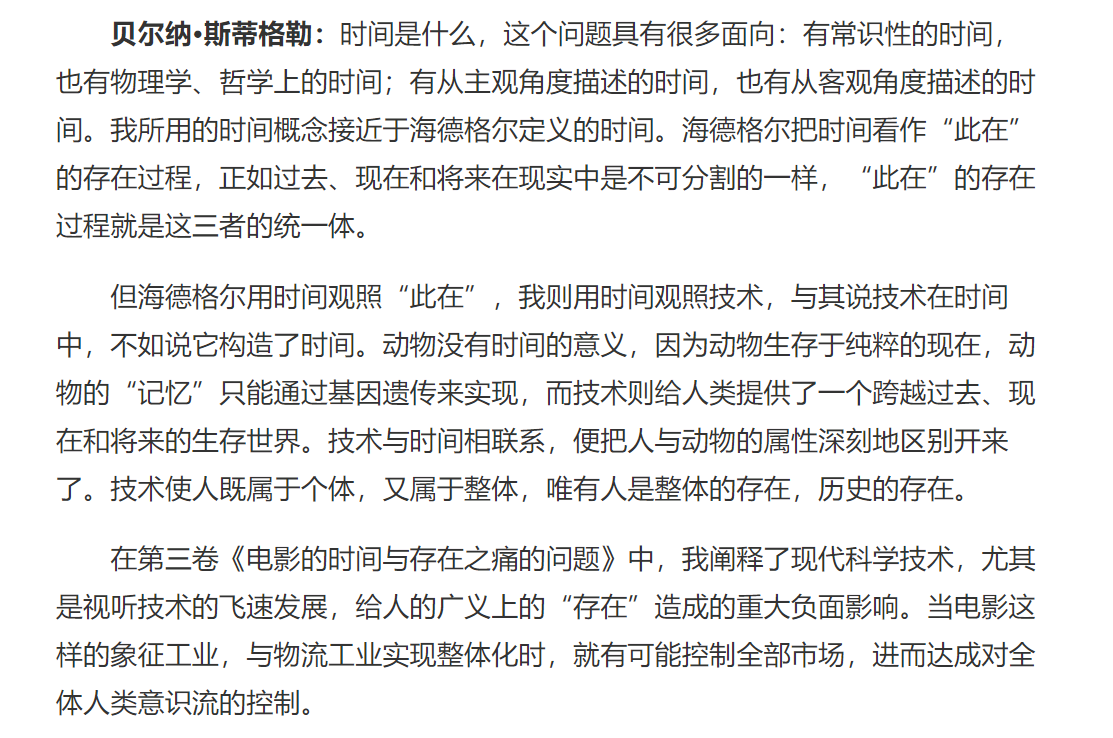 贝尔纳•斯蒂格勒：时间是什么，这个问题具有很多面向：有常识性的时间，
也有物理学、哲学上的时间；有从主观角度描述的时间，也有从客观角度描述的时
间。我所用的时间概念接近于海德格尔定义的时间。海德格尔把时间看作“此在”
的存在过程，正如过去、现在和将来在现实中是不可分割的一样，“此在”的存在
过程就是这三者的统一体。
但海德格尔用时间观照“此在”，我则用时间观照技术，与其说技术在时间
中，不如说它构造了时间。动物没有时间的意义，因为动物生存于纯粹的现在，动
物的“记忆”只能通过基因遗传来实现，而技术则给人类提供了一个跨越过去、现
在和将来的生存世界。技术与时间相联系，便把人与动物的属性深刻地区别开来
了。技术使人既属于个体，又属于整体，唯有人是整体的存在，历史的存在。
在第三卷《电影的时间与存在之痛的问题》中，我阐释了现代科学技术，尤其
是视听技术的飞速发展，给人的广义上的“存在”造成的重大负面影响。当电影这
样的象征工业，与物流工业实现整体化时，就有可能控制全部市场，进而达成对全
体人类意识流的控制。